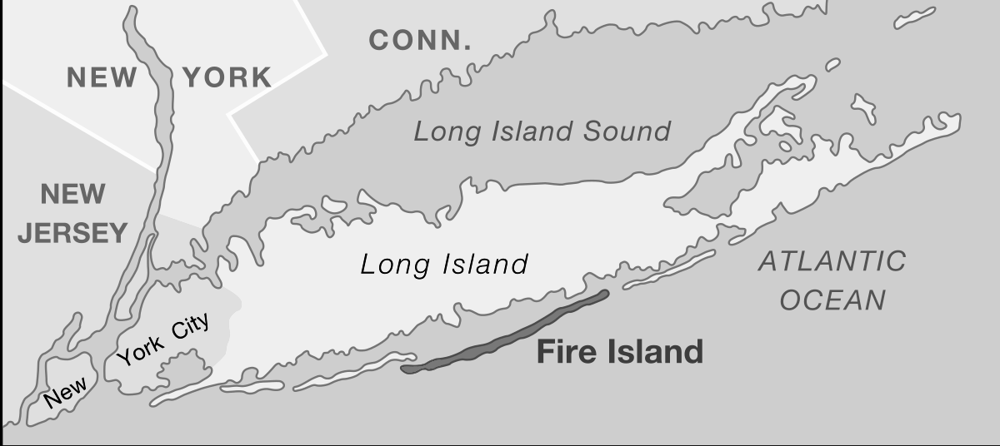 CONN.
NEW YORK
Long Island Sound
NEW
JERSEY
Long Island
ATLANTIC
OCEAN
New York City
Fire Island